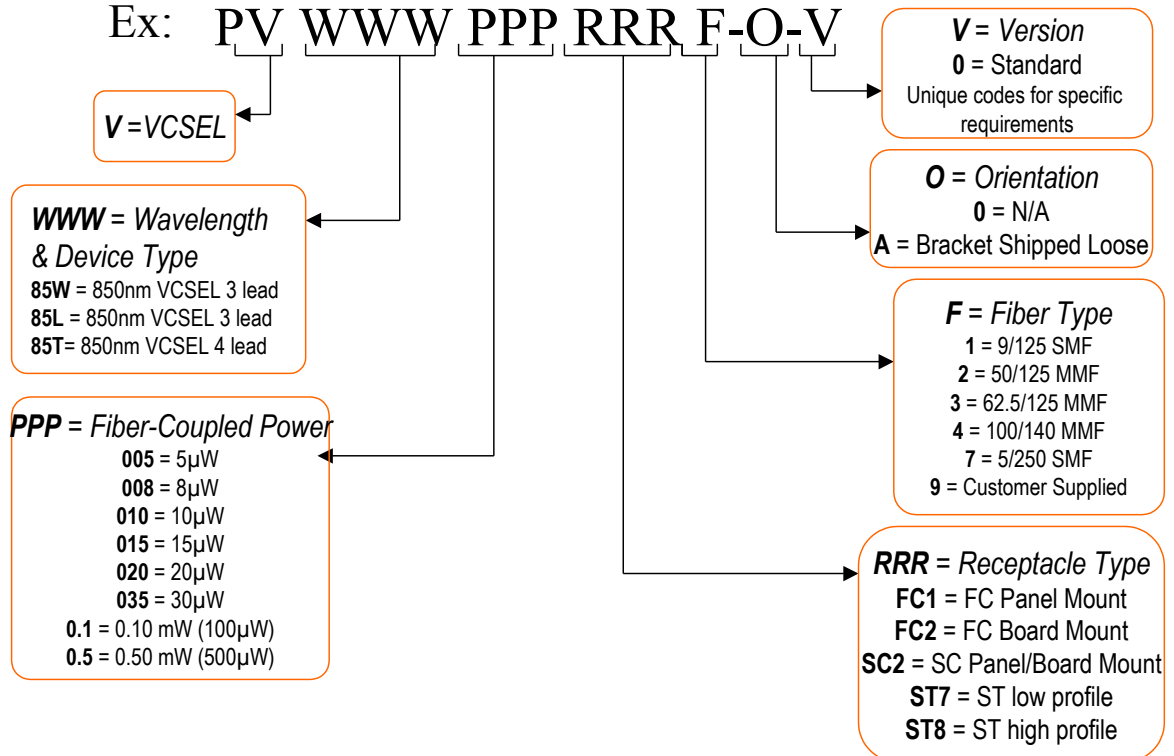 Ex: PV WWW PPP RRR F-O-V
V =VCSEL
WWW = Wavelength
& Device Type
85W = 850nm VCSEL 3 lead
85L = 850nm VCSEL 3 lead
85T= 850nm VCSEL 4 lead
PPP = Fiber-Coupled Power
005 = 5µW
008 = 8µW
010 = 10µW
015 = 15µW
020 = 20µW
035 = 30µW
0.1 = 0.10 mW (100µW)
0.5 = 0.50 mW (500µW)
V = Version
0 = Standard
Unique codes for specific
requirements
O = Orientation
0 = N/A
A = Bracket Shipped Loose
F = Fiber Type
1 = 9/125 SMF
2 = 50/125 MMF
3 = 62.5/125 MMF
4 = 100/140 MMF
7 = 5/250 SMF
9 = Customer Supplied
RRR = Receptacle Type
FC1 = FC Panel Mount
FC2 = FC Board Mount
SC2 = SC Panel/Board Mount
ST7 = ST low profile
ST8 = ST high profile